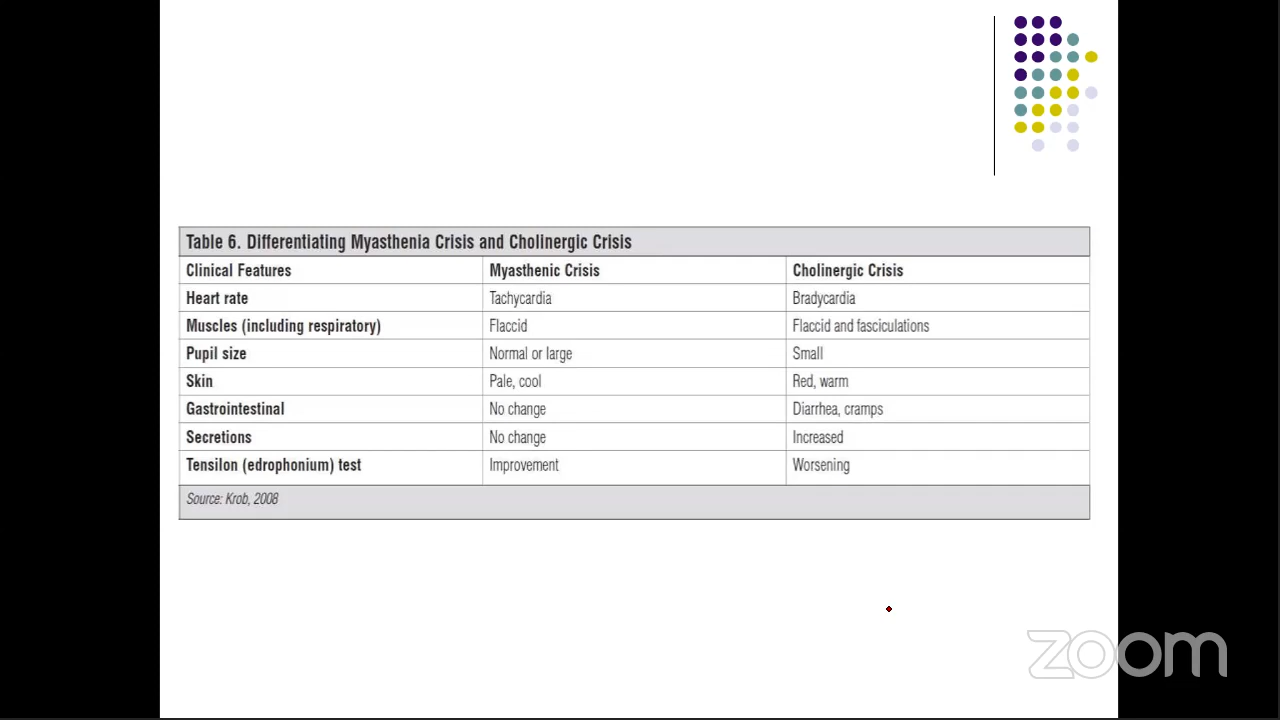 Table 6. Differentiating Myasthenia Crisis and Cholinergic Crisis
Clinical Features Myasthenic Crisis Cholinergic Crisis
Heart rate Tachycardia Bradycardia
Muscles (including respiratory) Flaccid Flaccid and fasciculations
Pupil size Normal or large Small
Skin Pale, cool Red, warm
Gastrointestinal No change Diarrhea, cramps
Secretions No change Increased
Tensilon (edrophonium) test Improvement Worsening
Source: Krob, 2008
zoom